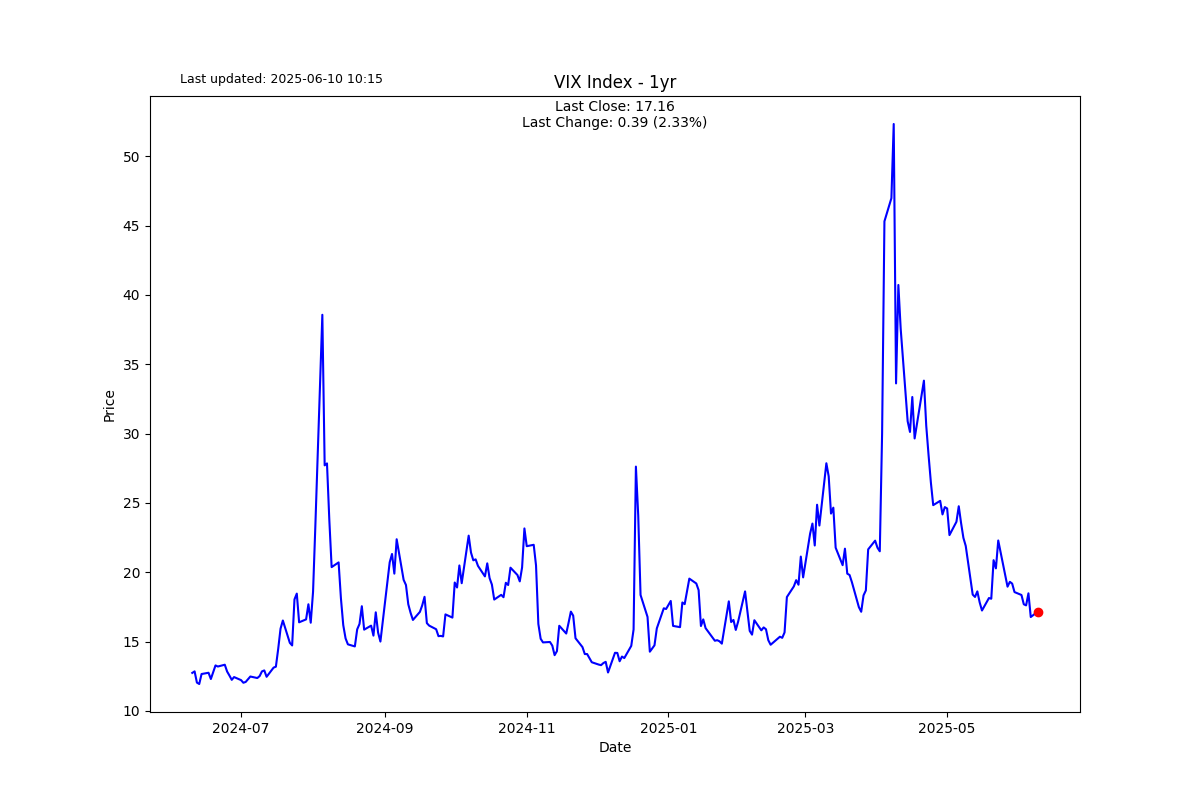 Last updated: 2025-06-10 10:15
VIX Index - 1yr
Last Close: 17.16
Last Change: 0.39 (2.33%)
50
45
40
35
30
25
20
15
10
Price
2024-07
2024-09
2024-11
2025-01
2025-03
2025-05
Date